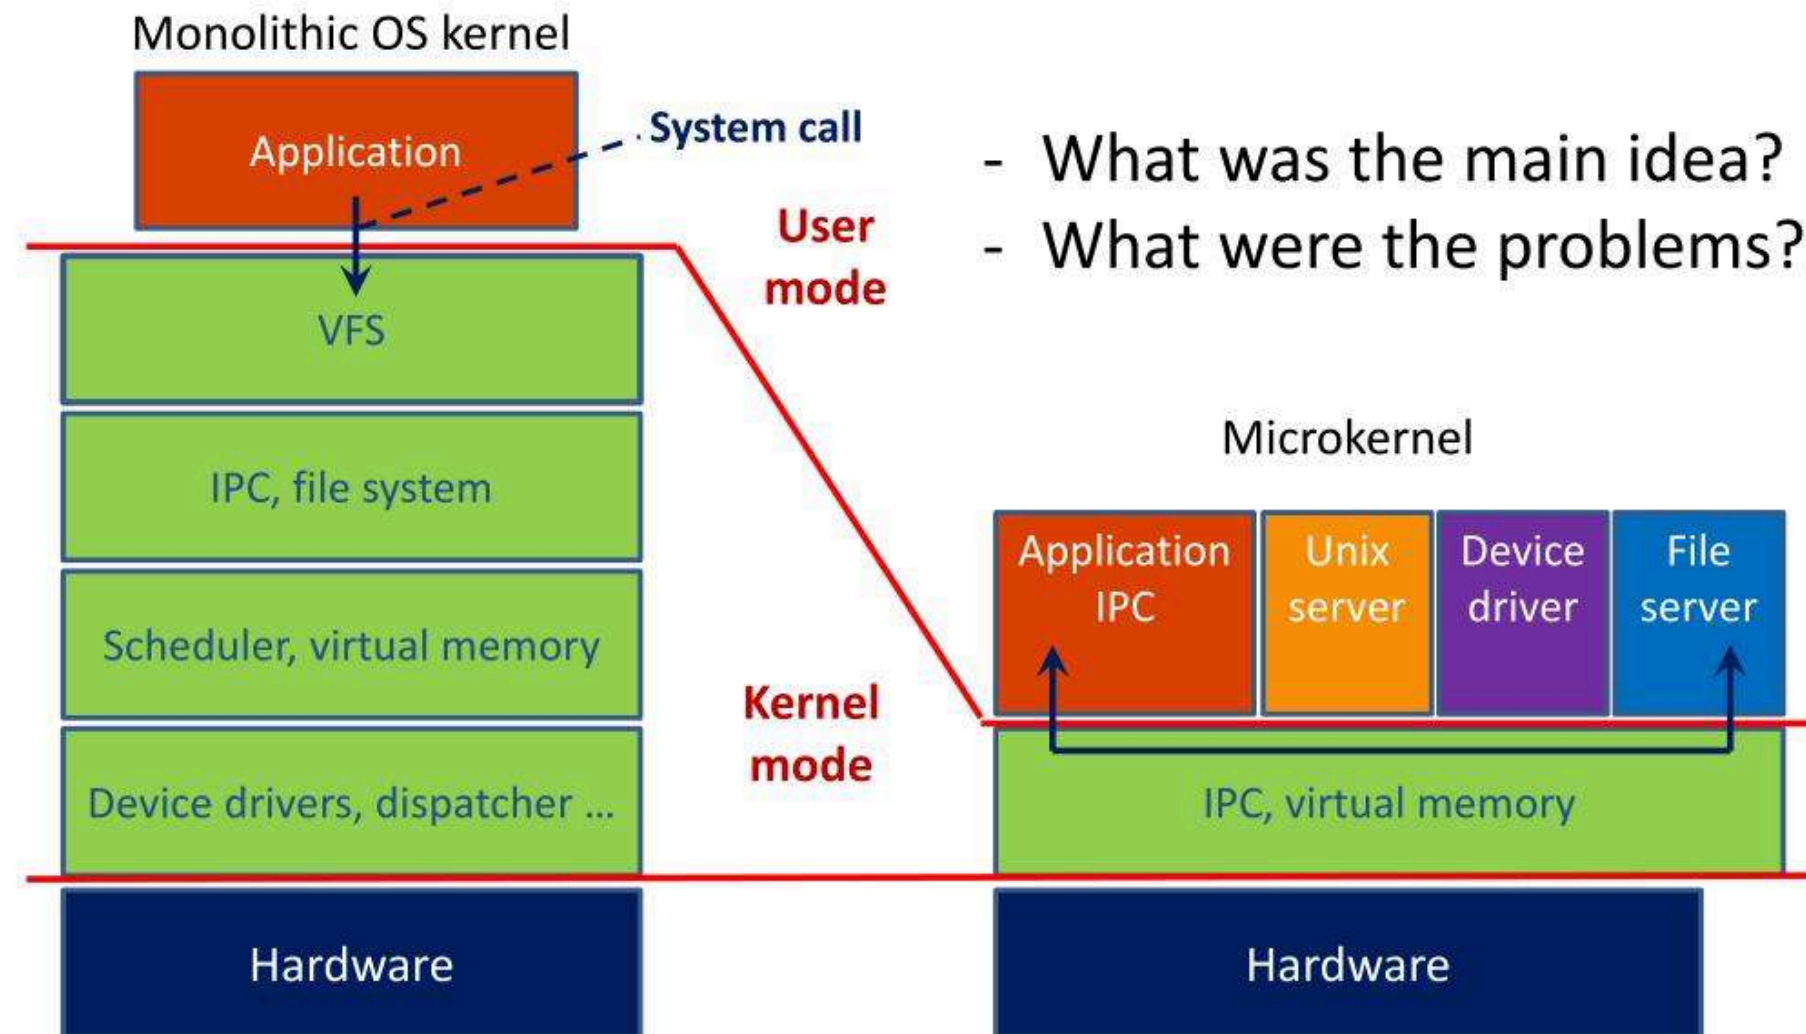 Monolithic OS kernel
Application
System call
- What was the main idea?
- What were the problems?
User
mode
VFS
IPC, file system
Scheduler, virtual memory
Device drivers, dispatcher ...
Hardware
Kernel
mode
Microkernel
Application
IPC
Unix
server
Device
driver
File
server
IPC, virtual memory
Hardware